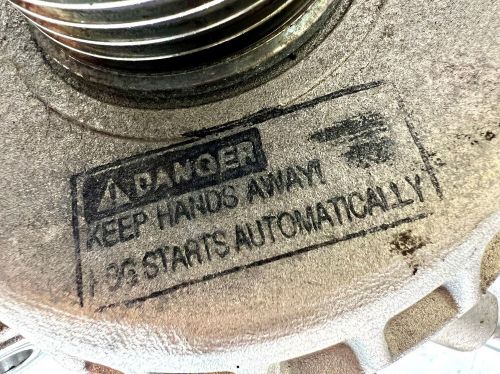 DANGER
KEEP HANDS AWAY!
STARTS AUTOMATICALLY